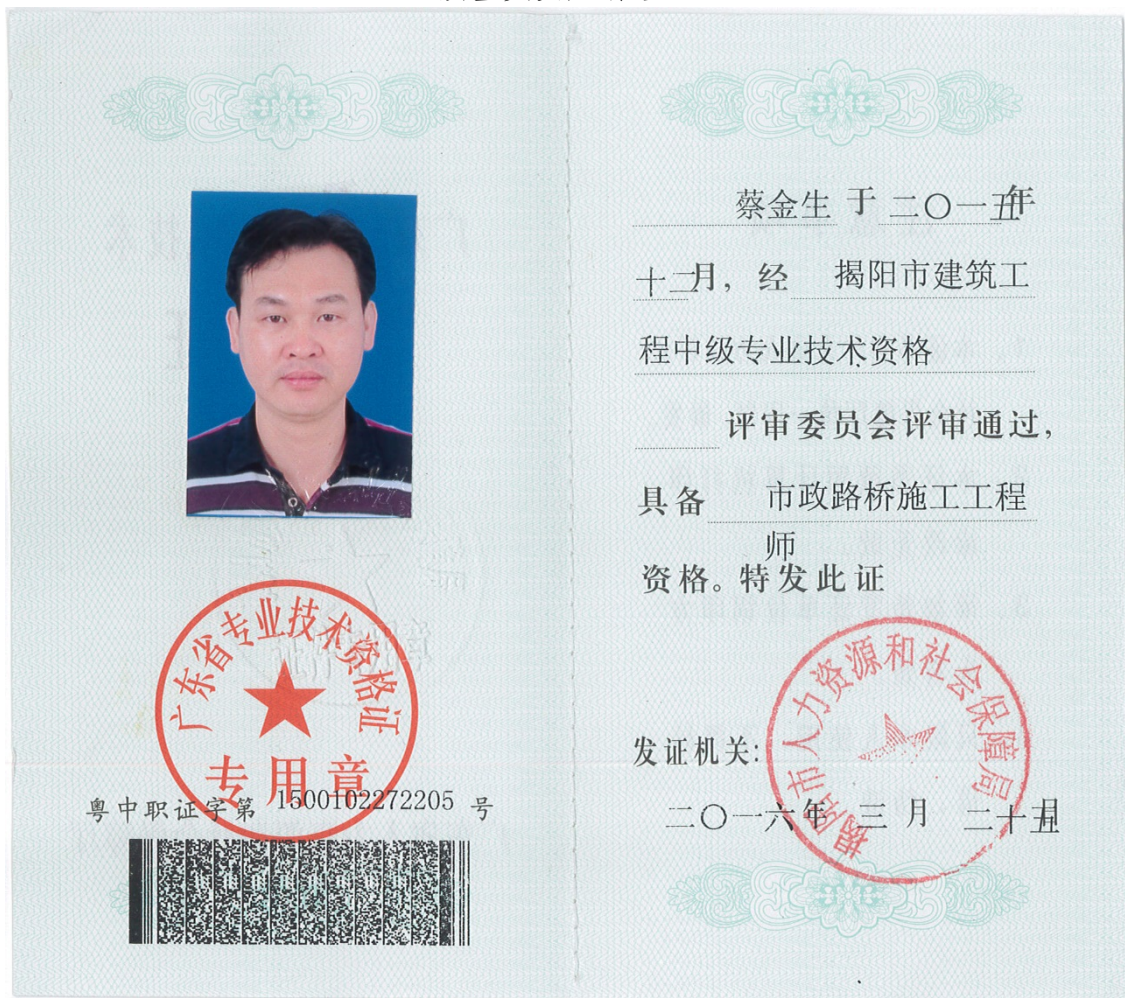 广东省专业技术资格证
专用章
粤中职证字第 1500102272205 号
蔡金生 于 二〇一五年
十二月，经 揭阳市建筑工
程中级专业技术资格
评审委员会评审通过，
具备 市政路桥施工工程
师
资格。特发此证
揭阳市人力资源和社会保障局
发证机关：
二〇一六年 三月 二十五日